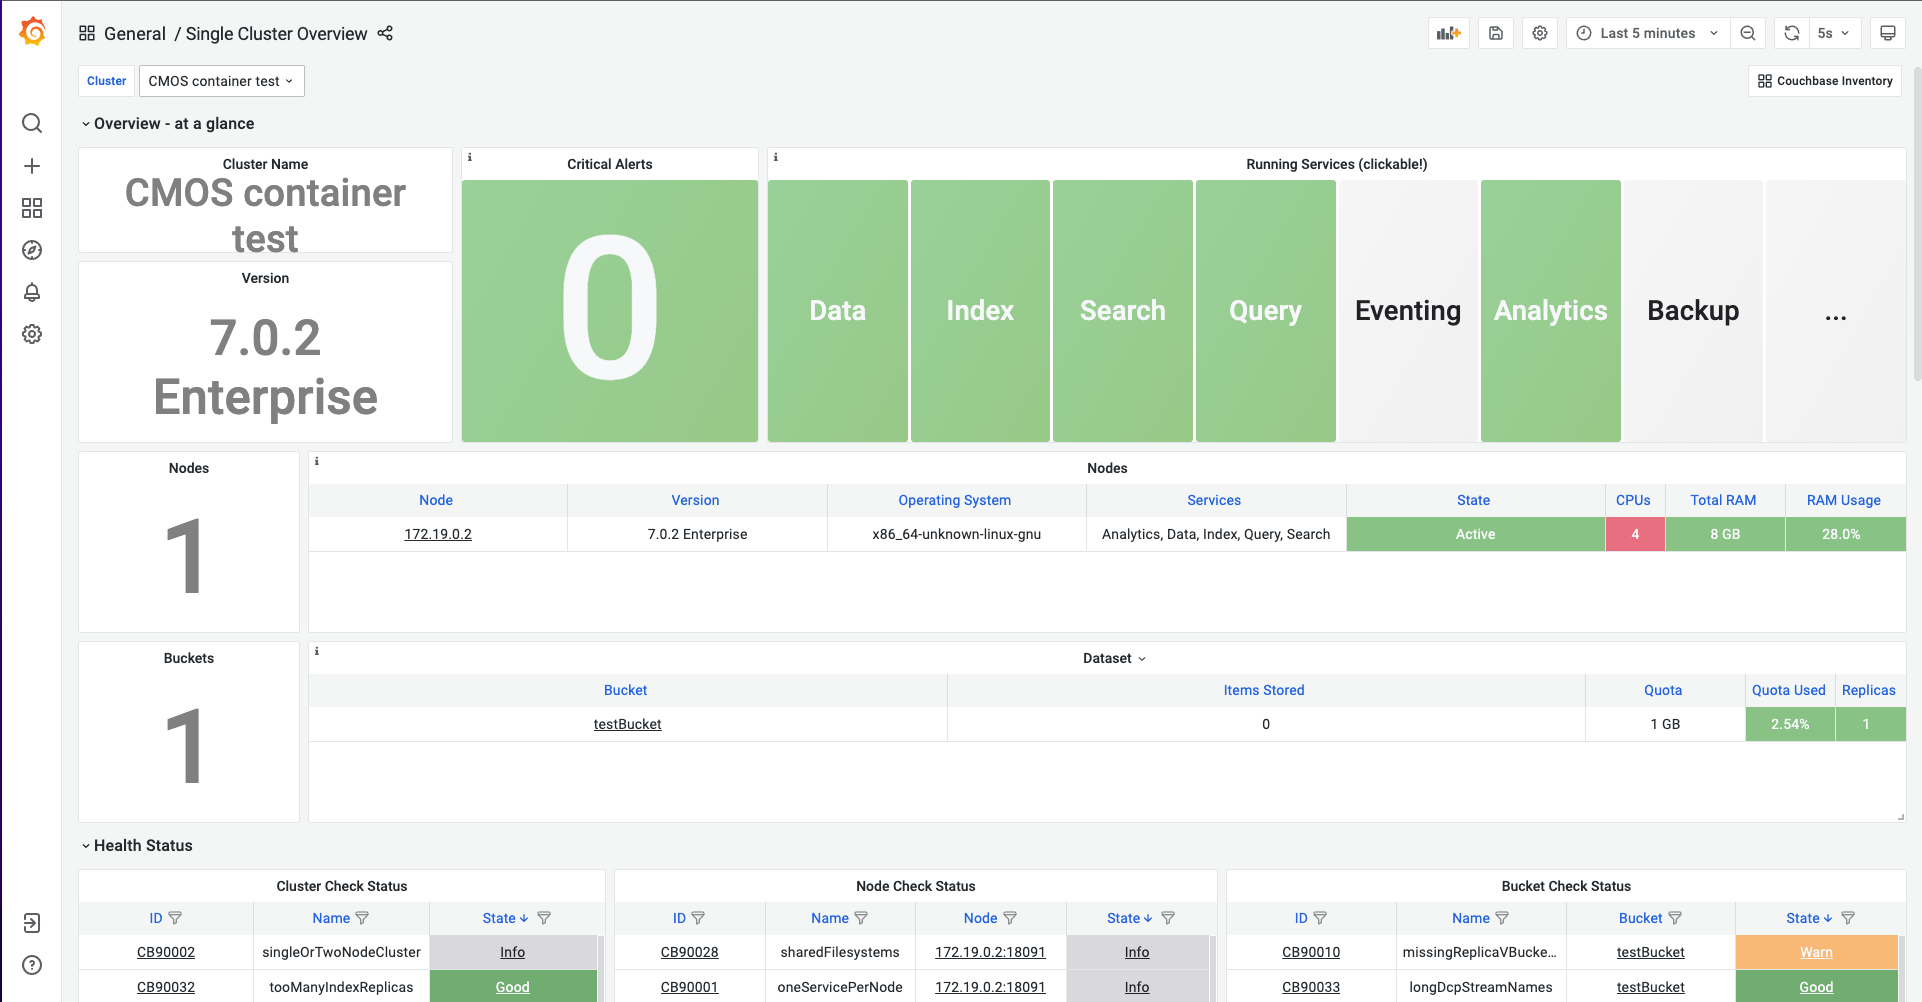 General / Single Cluster Overview
Last 5 minutes
5s
Cluster
CMOS container test
Couchbase Inventory
Overview - at a glance
Cluster Name
CMOS container
test
Version
7.0.2
Enterprise
i
Critical Alerts
0
i
Running Services (clickable!)
Data
Index
Search
Query
Eventing
Analytics
Backup
...
Nodes
1
i
Nodes
Node Version Operating System Services State CPUs Total RAM RAM Usage
172.19.0.2 7.0.2 Enterprise x86_64-unknown-linux-gnu Analytics, Data, Index, Query, Search Active 4 8 GB 28.0%
Buckets
1
i
Dataset
Bucket Items Stored Quota Quota Used Replicas
testBucket 0 1 GB 2.54% 1
Health Status
Cluster Check Status
ID Name State
CB90002 singleOrTwoNodeCluster Info
CB90032 tooManyIndexReplicas Good
Node Check Status
ID Name Node State
CB90028 sharedFilesystems 172.19.0.2:18091 Info
CB90001 oneServicePerNode 172.19.0.2:18091 Info
Bucket Check Status
ID Name Bucket State
CB90010 missingReplicaVBucke... testBucket Warn
CB90033 longDcpStreamNames testBucket Good